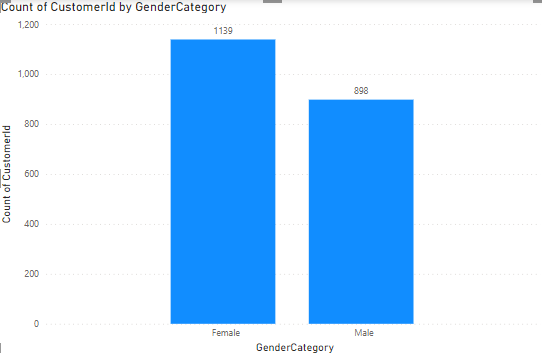 Count of CustomerId by GenderCategory
1,200
1139
1,000
898
800
600
400
200
0
Count of CustomerId
Female Male
GenderCategory